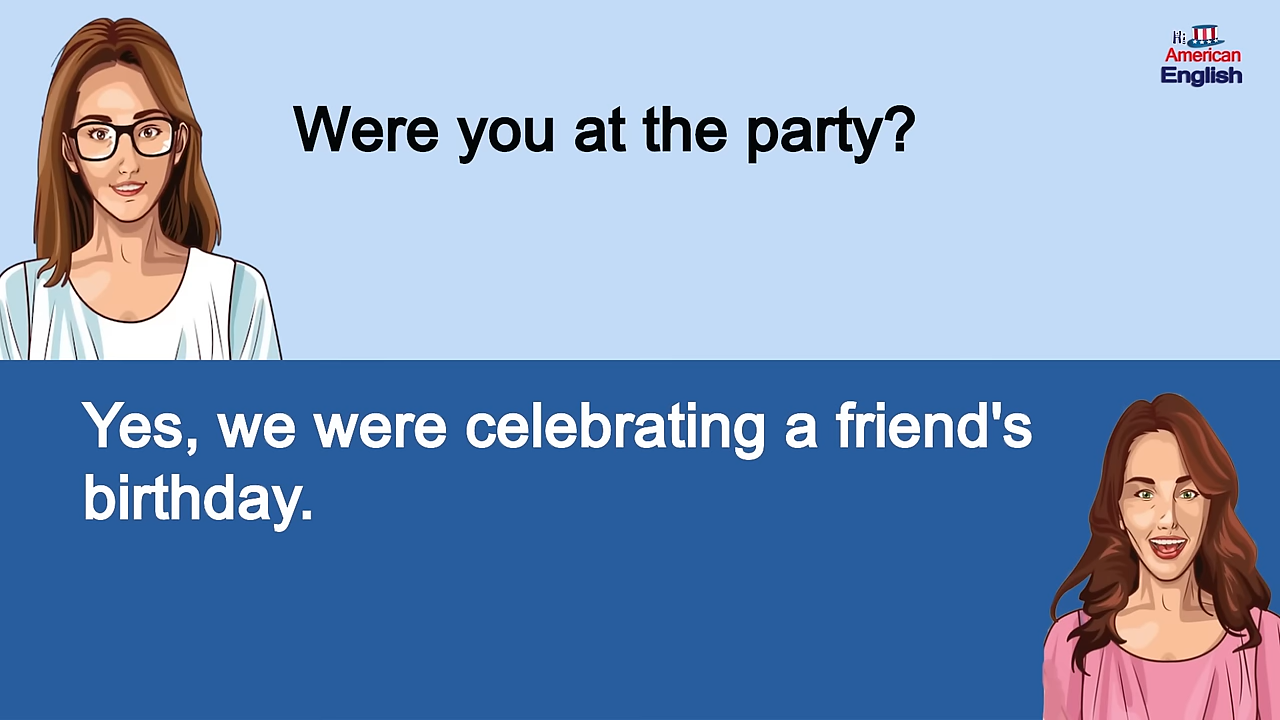 Hi
American
English
Were you at the party?
Yes, we were celebrating a friend's
birthday.